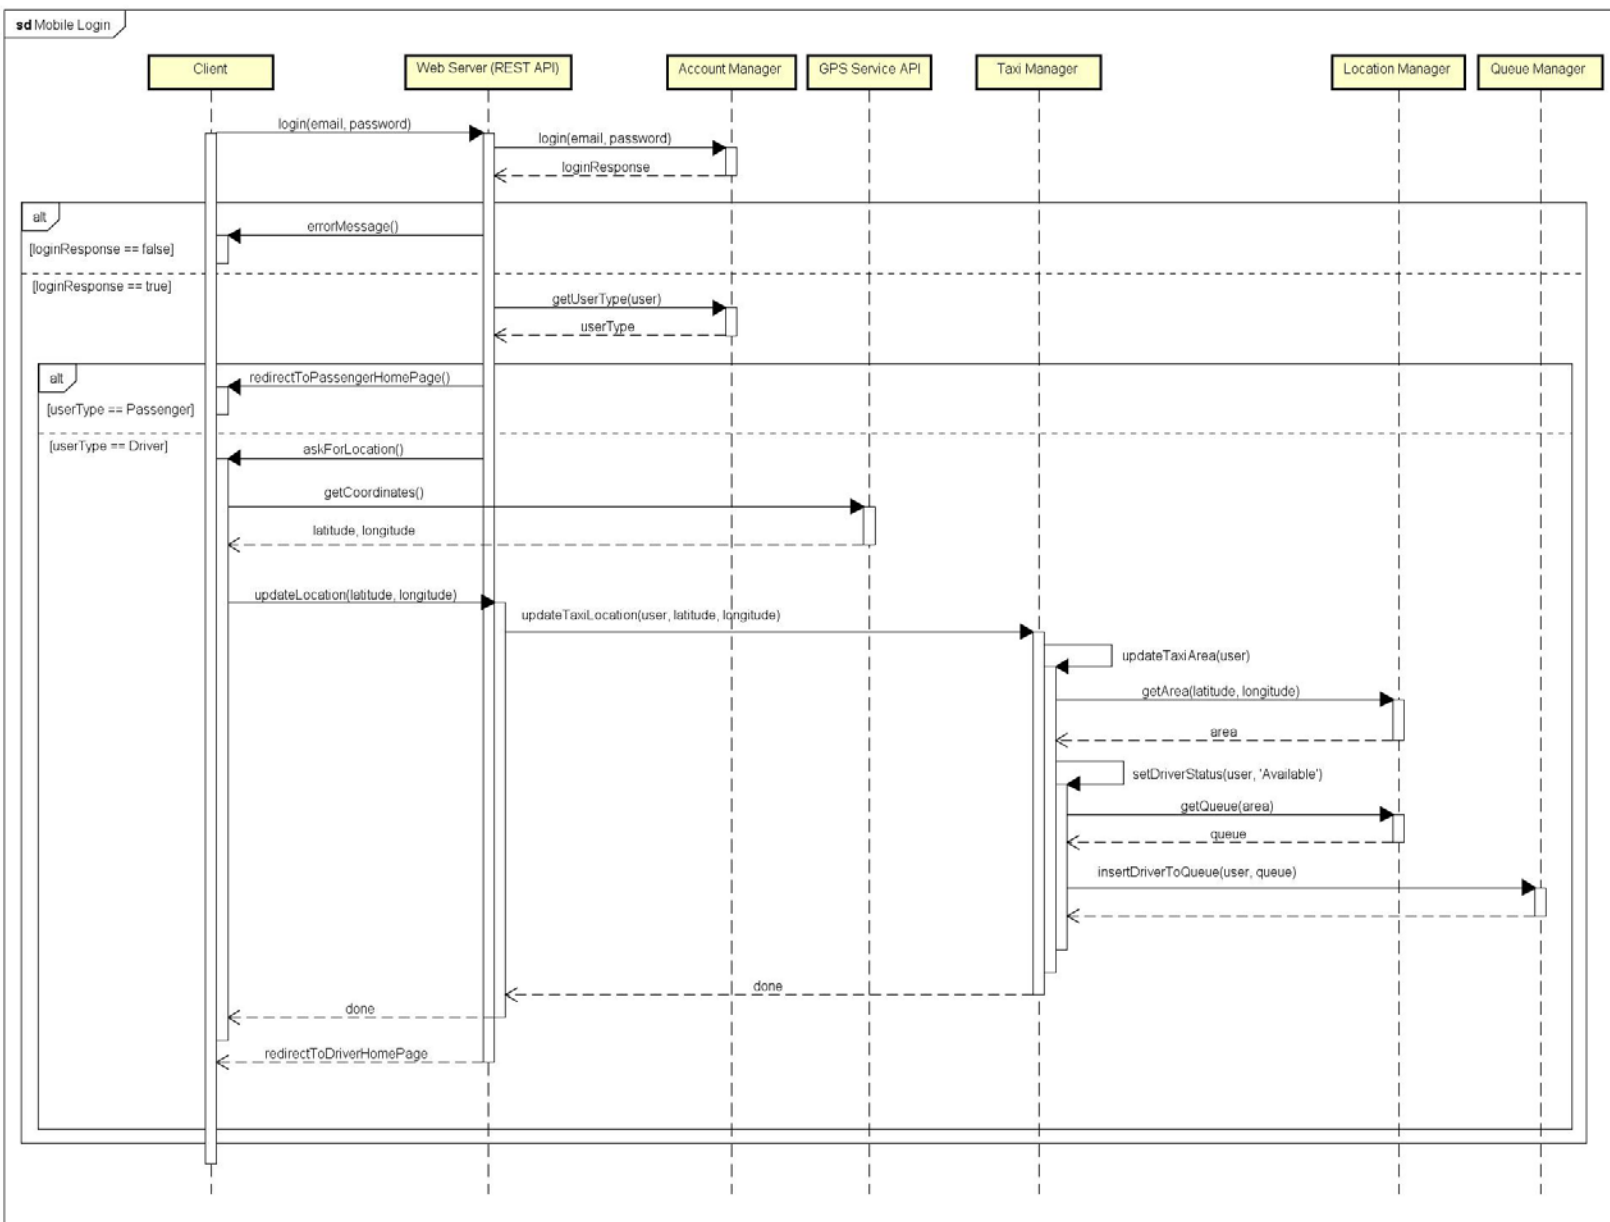 sd Mobile Login
Client
Web Server (REST API)
Account Manager
GPS Service API
Taxi Manager
Location Manager
Queue Manager
login(email, password)
login(email, password)
loginResponse
alt
errorMessage()
[loginResponse == false]
[loginResponse == true]
getUserType(user)
userType
alt
redirectToPassengerHomePage()
[userType == Passenger]
[userType == Driver]
askForLocation()
getCoordinates()
latitude, longitude
updateLocation(latitude, longitude)
updateTaxiLocation(user, latitude, longitude)
updateTaxiArea(user)
getArea(latitude, longitude)
area
setDriverStatus(user, 'Available')
getQueue(area)
queue
insertDriverToQueue(user, queue)
done
done
redirectToDriverHomePage